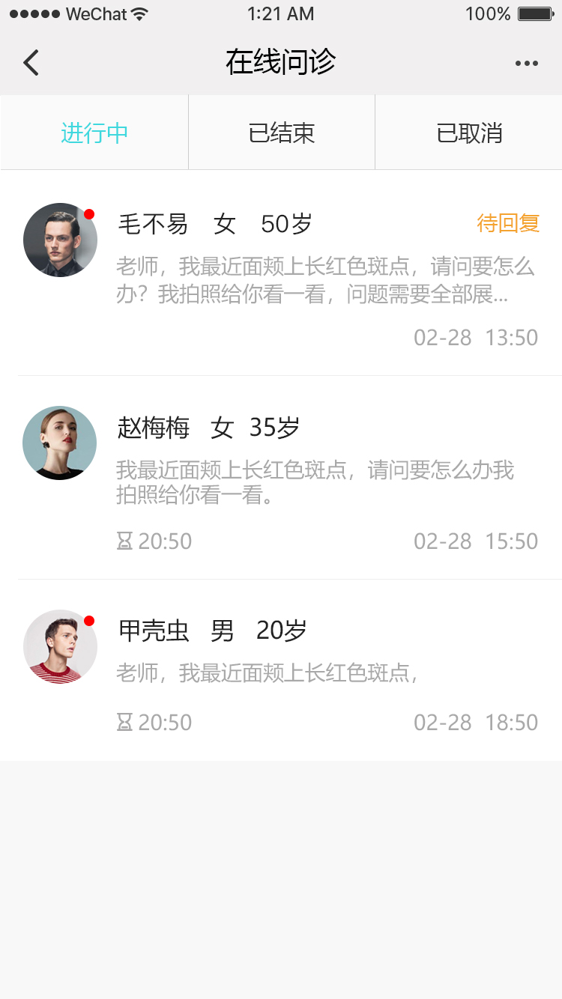 WeChat 1:21 AM 100%
在线问诊
进行中 已结束 已取消
毛不易 女 50岁 待回复
老师，我最近面颊上长红色斑点，请问要怎么
办？我拍照给你看一看，问题需要全部展...
02-28 13:50
赵梅梅 女 35岁
我最近面颊上长红色斑点，请问要怎么办我
拍照给你看一看。
20:50 02-28 15:50
甲壳虫 男 20岁
老师，我最近面颊上长红色斑点，
20:50 02-28 18:50